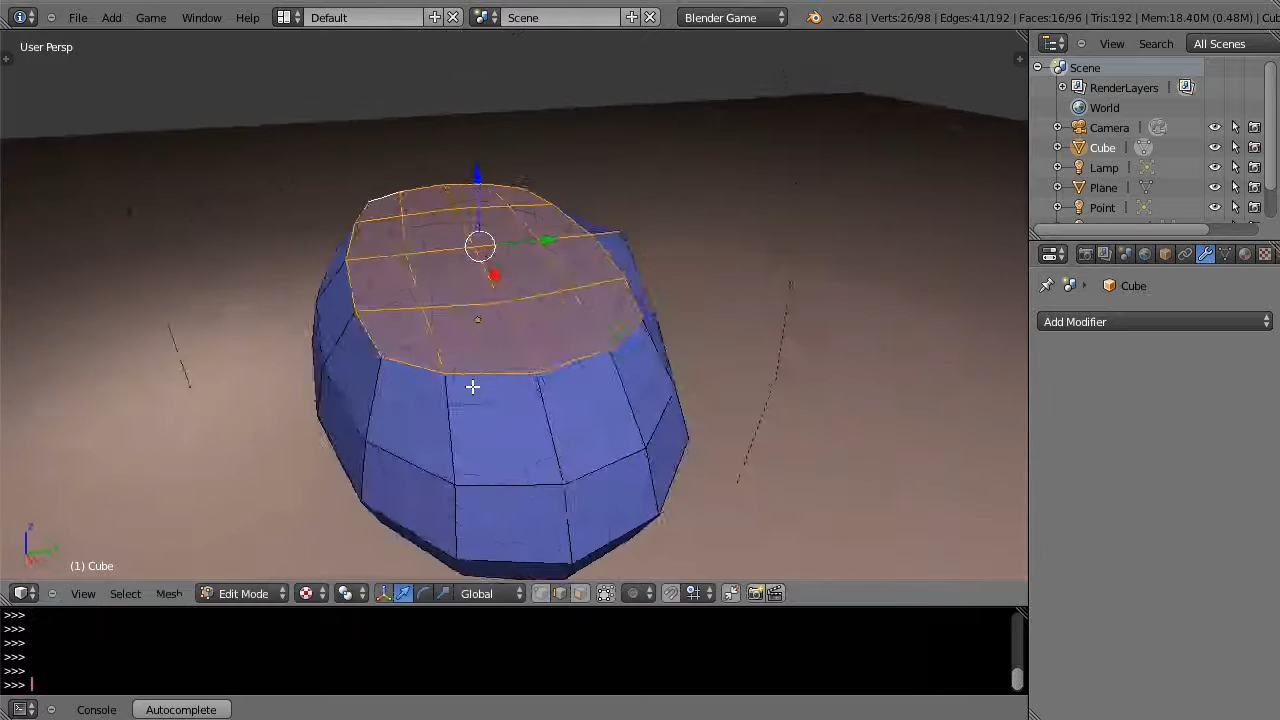 File Add Game Window Help Default Scene Blender Game v2.68 | Verts:26/98 | Edges:41/192 | Faces:16/96 | Tris:192 | Mem:18.40M (0.48M) | Cub
User Persp
View Search All Scenes
Scene
RenderLayers
World
Camera
Cube
Lamp
Plane
Point
Cube
Add Modifier
(1) Cube
View Select Mesh Edit Mode Global
>>>
>>>
>>>
>>>
>>>
>>>
Console Autocomplete